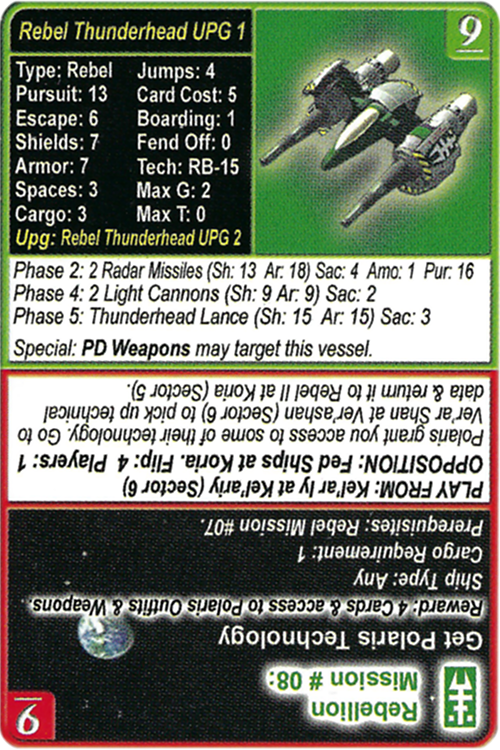 Rebel Thunderhead UPG 1
9
Type: Rebel Jumps: 4
Pursuit: 13 Card Cost: 5
Escape: 6 Boarding: 1
Shields: 7 Fend Off: 0
Armor: 7 Tech: RB-15
Spaces: 3 Max G: 2
Cargo: 3 Max T: 0
Upg: Rebel Thunderhead UPG 2
Phase 2: 2 Radar Missiles (Sh: 13 Ar: 18) Sac: 4 Amo: 1 Pur: 16
Phase 4: 2 Light Cannons (Sh: 9 Ar: 9) Sac: 2
Phase 5: Thunderhead Lance (Sh: 15 Ar: 15) Sac: 3
Special: PD Weapons may target this vessel.
Rebellion
Mission # 08:
6
Get Polaris Technology
Reward: 4 Cards & access to Polaris Outfits & Weapons
Ship Type: Any
Cargo Requirement: 1
Prerequisites: Rebel Mission #07.
PLAY FROM: Kel'ar ly at Kel'ariy (Sector 6)
OPPOSITION: Fed Ships at Koria. Flip: 4 Players: 1
Polaris grant you access to some of their technology. Go to
Ver'ar Shan at Ver'ashan (Sector 6) to pick up technical
data & return it to Rebel II at Koria (Sector 5).